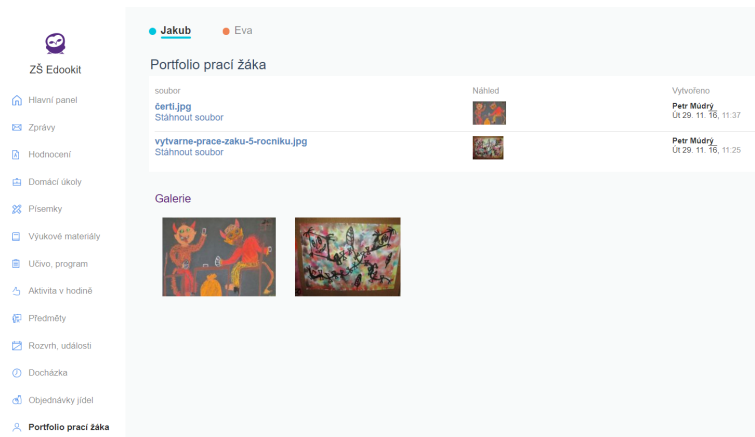 Jakub
Eva
ZŠ Edookit
Hlavní panel
Zprávy
Hodnocení
Domácí úkoly
Písemky
Výukové materiály
Učivo, program
Aktivita v hodině
Předměty
Rozvrh, události
Docházka
Objednávky jídel
Portfolio prací žáka
Portfolio prací žáka
soubor Náhled Vytvořeno
čerti.jpg Petr Múdrý
Stáhnout soubor Út 29. 11. 16, 11:37
vytvarne-prace-zaku-5-rocniku.jpg Petr Múdrý
Stáhnout soubor Út 29. 11. 16, 11:25
Galerie